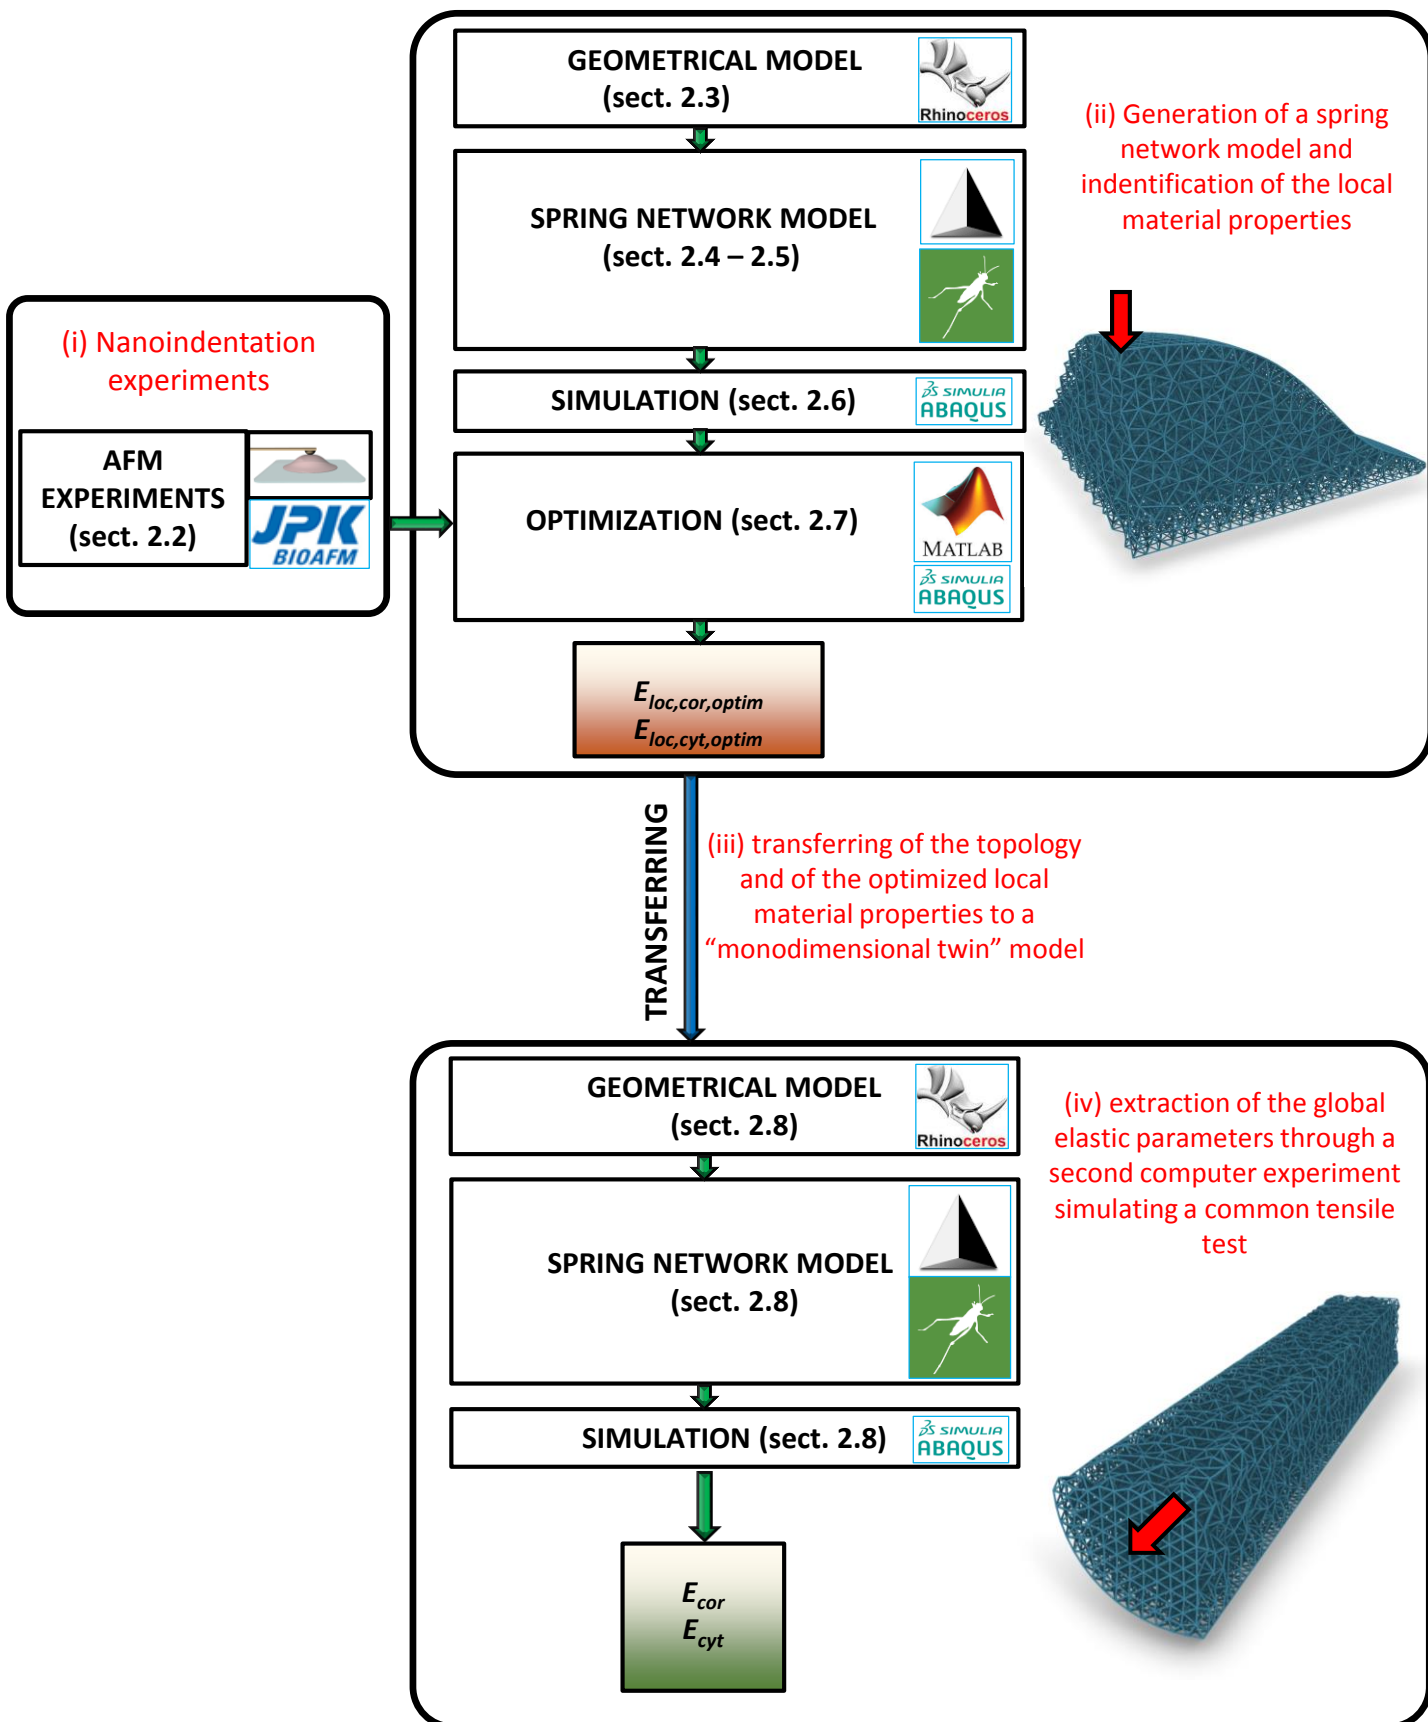 GEOMETRICAL MODEL
(sect. 2.3)
Rhinoceros
(ii) Generation of a spring
network model and
indentification of the local
material properties
SPRING NETWORK MODEL
(sect. 2.4 – 2.5)
(i) Nanoindentation
experiments
AFM
EXPERIMENTS
(sect. 2.2)
JPK
BIOAFM
SIMULATION (sect. 2.6)
SIMULIA
ABAQUS
OPTIMIZATION (sect. 2.7)
MATLAB
SIMULIA
ABAQUS
E_loc,cor,optim
E_loc,cyt,optim
TRANSFERRING
(iii) transferring of the topology
and of the optimized local
material properties to a
“monodimensional twin” model
GEOMETRICAL MODEL
(sect. 2.8)
Rhinoceros
(iv) extraction of the global
elastic parameters through a
second computer experiment
simulating a common tensile
test
SPRING NETWORK MODEL
(sect. 2.8)
SIMULATION (sect. 2.8)
SIMULIA
ABAQUS
E_cor
E_cyt